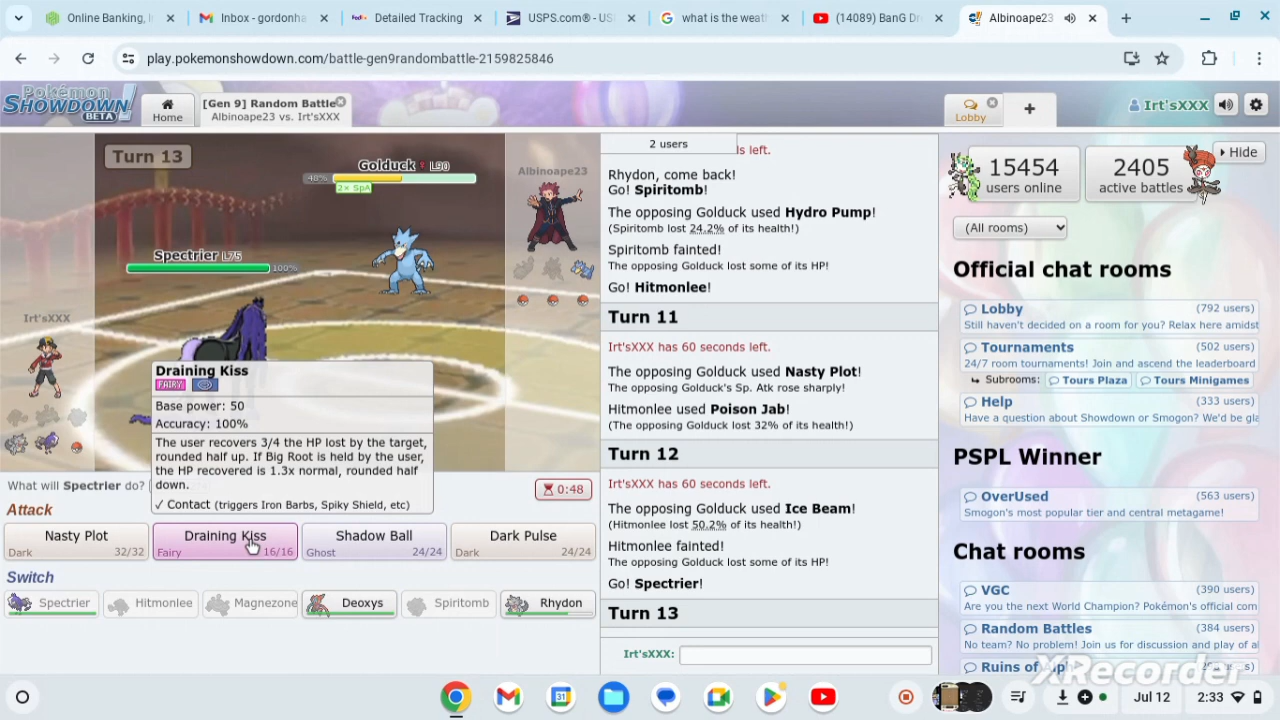 Online Banking, I
Inbox - gordonha
Detailed Tracking
USPS.com® - US
what is the weat
(14089) BanG Dr
Albinoape23
play.pokemonshowdown.com/battle-gen9randombattle-2159825846
Pokémon
SHOWDOWN!
BETA
Home
[Gen 9] Random Battle
Albinoape23 vs. Irt'sXXX
Lobby
Irt'sXXX
Turn 13
Golduck L90
48%
2× SpA
Albinoape23
Spectrier L75
100%
Irt'sXXX
Draining Kiss
FAIRY
Base power: 50
Accuracy: 100%
The user recovers 3/4 the HP lost by the target,
rounded half up. If Big Root is held by the user,
the HP recovered is 1.3x normal, rounded half
down.
✓ Contact (triggers Iron Barbs, Spiky Shield, etc)
What will Spectrier do?
0:48
Attack
Nasty Plot
Dark 32/32
Draining Kiss
Fairy 16/16
Shadow Ball
Ghost 24/24
Dark Pulse
Dark 24/24
Switch
Spectrier
Hitmonlee
Magnezone
Deoxys
Spiritomb
Rhydon
2 users
ls left.
Rhydon, come back!
Go! Spiritomb!
The opposing Golduck used Hydro Pump!
(Spiritomb lost 24.2% of its health!)
Spiritomb fainted!
The opposing Golduck lost some of its HP!
Go! Hitmonlee!
Turn 11
Irt'sXXX has 60 seconds left.
The opposing Golduck used Nasty Plot!
The opposing Golduck's Sp. Atk rose sharply!
Hitmonlee used Poison Jab!
(The opposing Golduck lost 32% of its health!)
Turn 12
Irt'sXXX has 60 seconds left.
The opposing Golduck used Ice Beam!
(Hitmonlee lost 50.2% of its health!)
Hitmonlee fainted!
The opposing Golduck lost some of its HP!
Go! Spectrier!
Turn 13
Irt'sXXX:
15454
users online
2405
active battles
Hide
(All rooms)
Official chat rooms
Lobby (792 users)
Still haven't decided on a room for you? Relax here amidst
Tournaments (502 users)
24/7 room tournaments! Join and ascend the leaderboard
Subrooms: Tours Plaza Tours Minigames
Help (333 users)
Have a question about Showdown or Smogon? We'd be gla
PSPL Winner
OverUsed (563 users)
Smogon's most popular tier and central metagame!
Chat rooms
VGC (390 users)
Are you the next World Champion? Pokémon's official com
Random Battles (384 users)
No team? No problem! Join us for discussion and play of a
Ruins of Alph
XRecorder
31
Jul 12
2:33